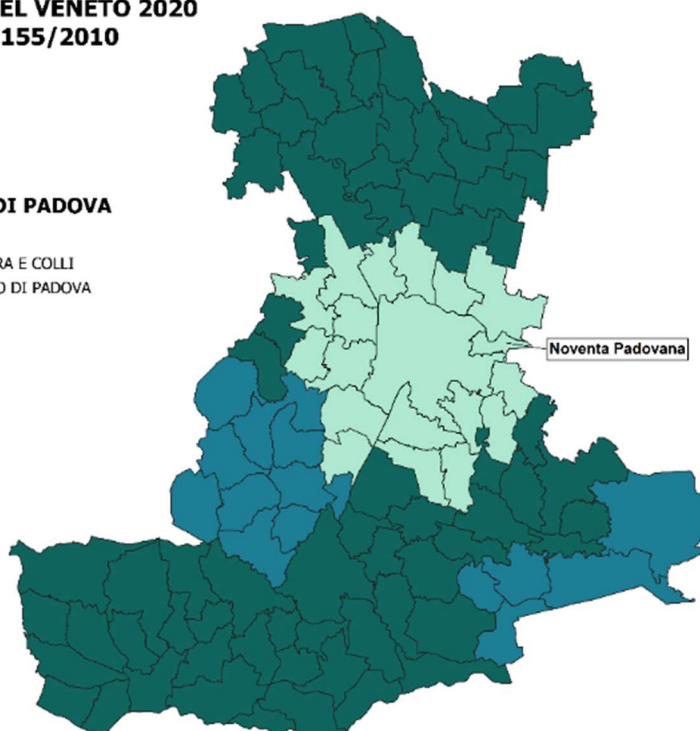 EL VENETO 2020
155/2010
DI PADOVA
RA E COLLI
O DI PADOVA
Noventa Padovana